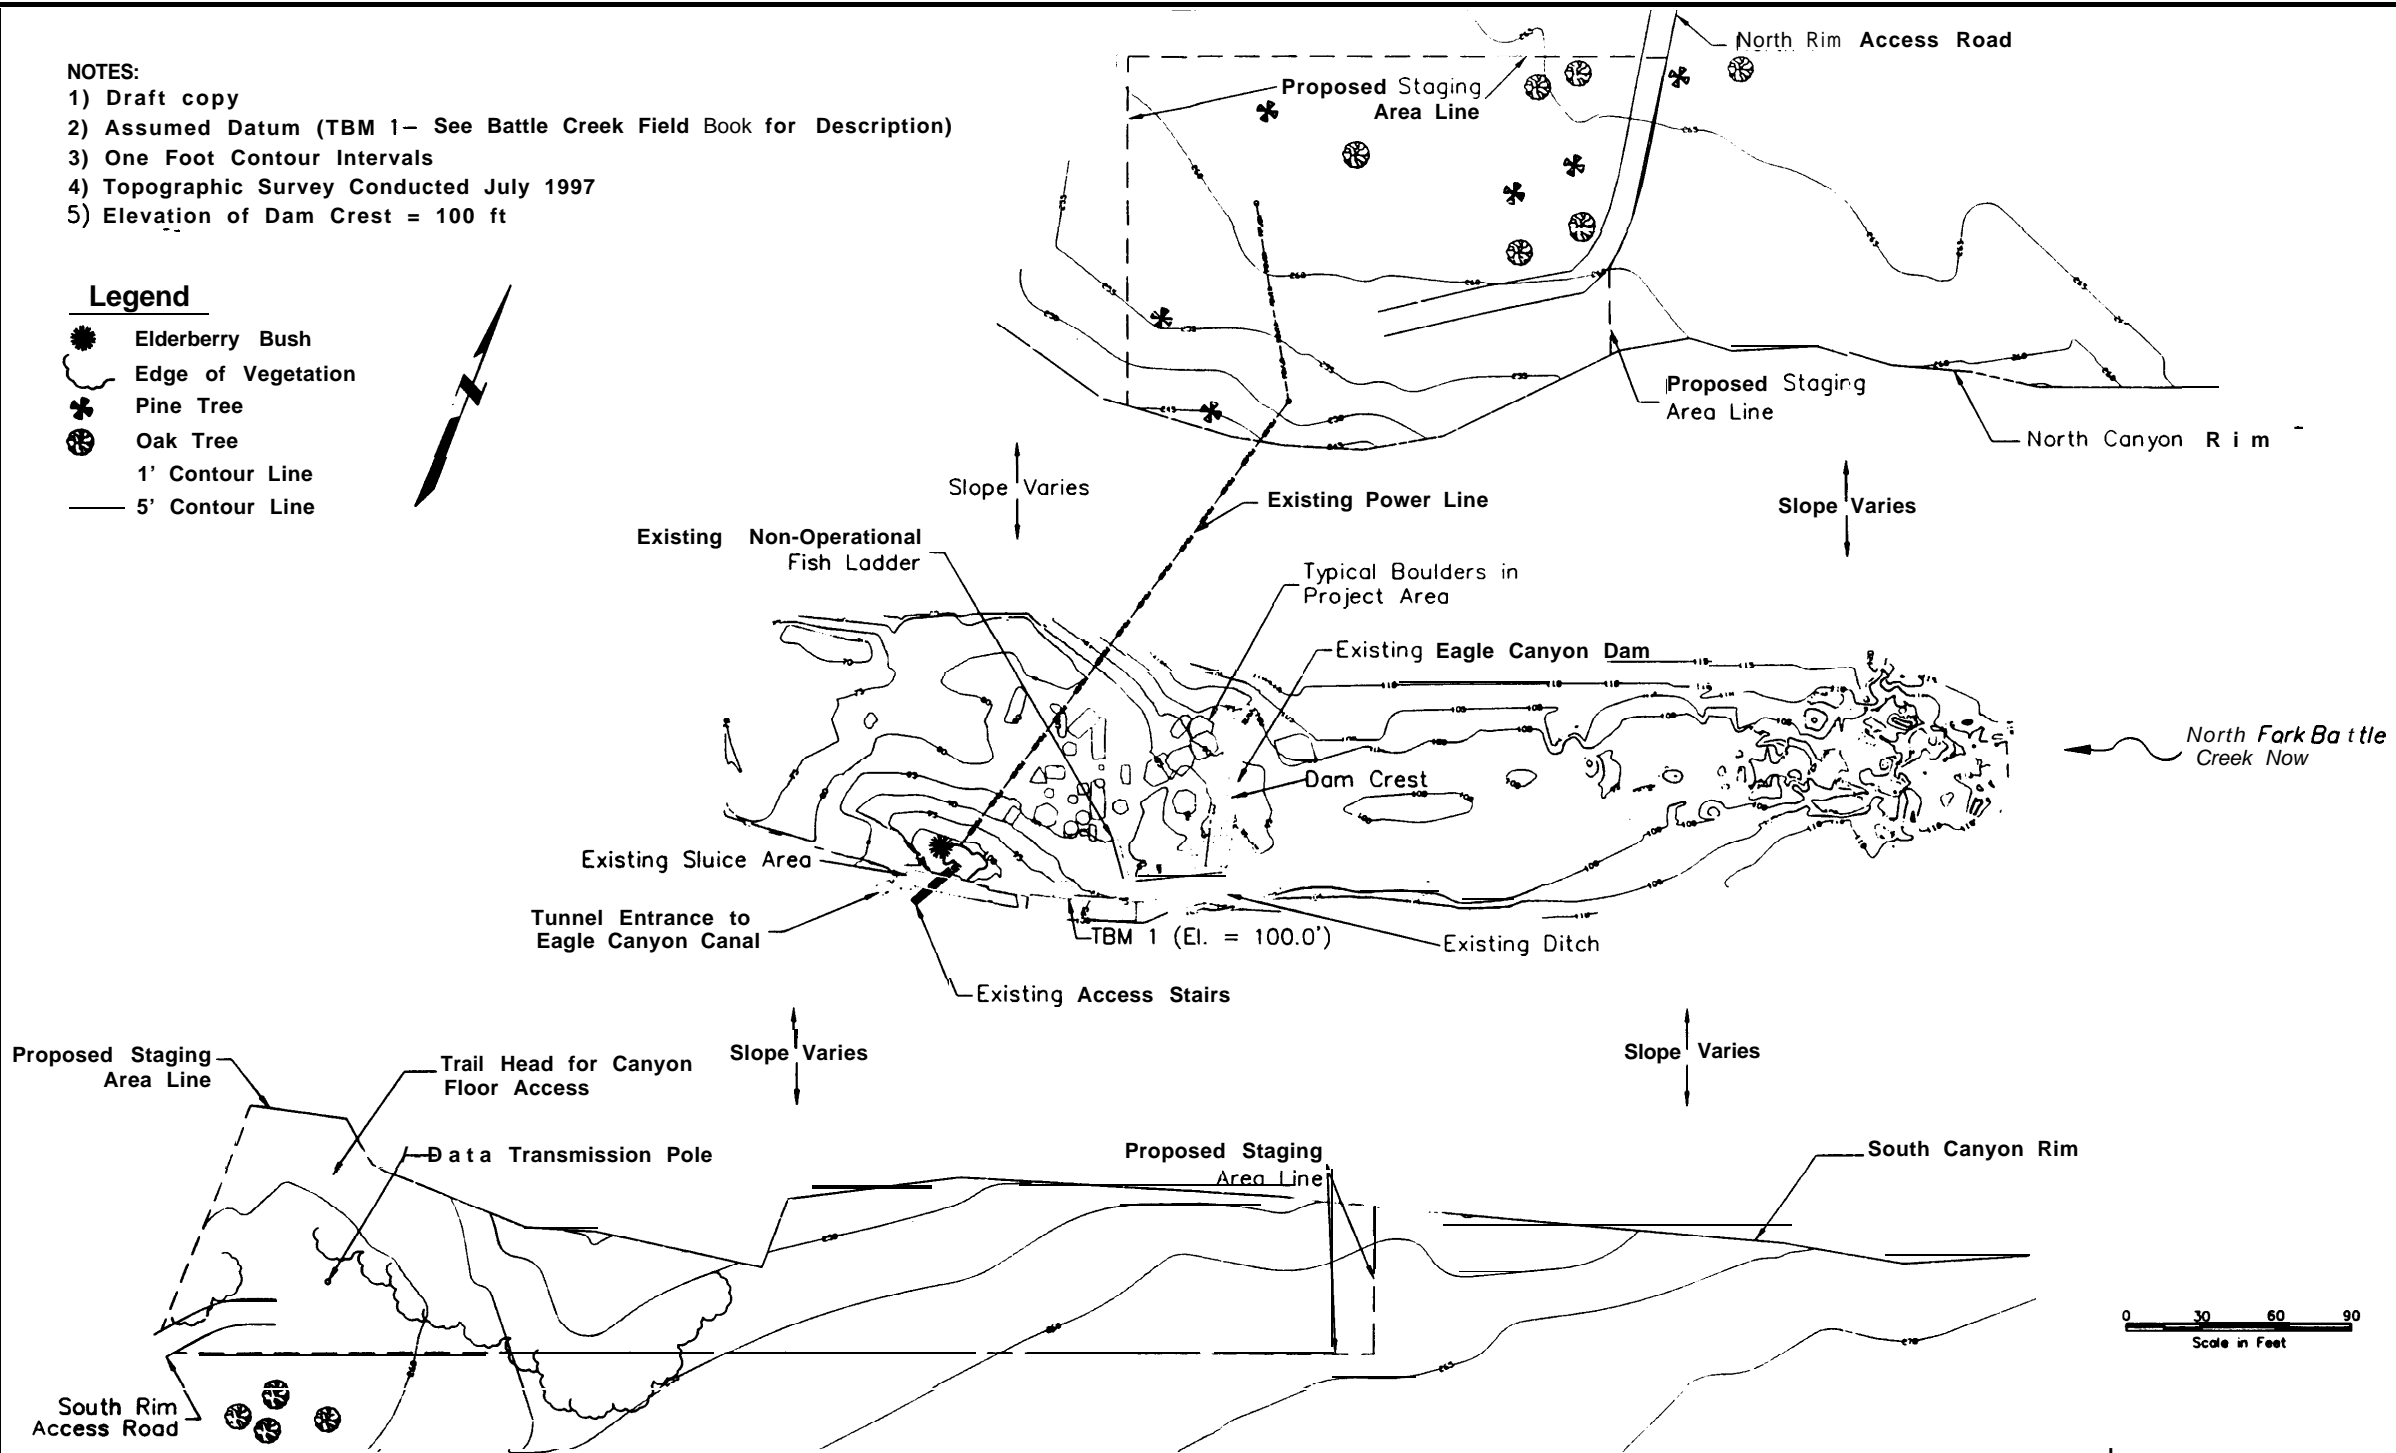 NOTES:
1) Draft copy
2) Assumed Datum (TBM 1- See Battle Creek Field Book for Description)
3) One Foot Contour Intervals
4) Topographic Survey Conducted July 1997
5) Elevation of Dam Crest = 100 ft
Legend
Elderberry Bush
Edge of Vegetation
Pine Tree
Oak Tree
1' Contour Line
5' Contour Line
North Rim Access Road
Proposed Staging
Area Line
Proposed Staging
Area Line
North Canyon Rim
Slope Varies
Existing Power Line
Slope Varies
Existing Non-Operational
Fish Ladder
Typical Boulders in
Project Area
Existing Eagle Canyon Dam
North Fork Battle
Creek Now
Dam Crest
Existing Sluice Area
Tunnel Entrance to
Eagle Canyon Canal
TBM 1 (El. = 100.0')
Existing Ditch
Existing Access Stairs
Proposed Staging
Area Line
Trail Head for Canyon
Floor Access
Slope Varies
Slope Varies
Data Transmission Pole
Proposed Staging
Area Line
South Canyon Rim
South Rim
Access Road
0 30 60 90
Scale in Feet